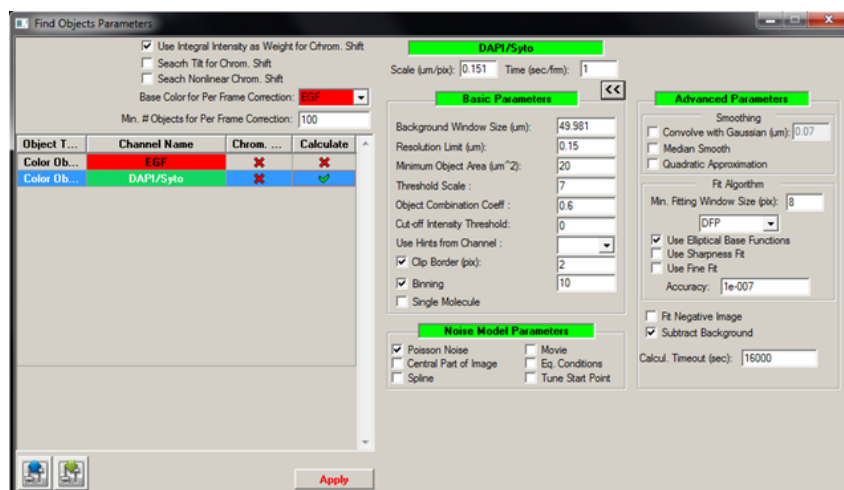 Find Objects Parameters
Use Integral Intensity as Weight for Crhrom. Shift
Seacrh Tilt for Chrom. Shift
Seach Nonlinear Chrom. Shift
Base Color for Per Frame Correction: EGF
Min. # Objects for Per Frame Correction: 100
Object T... Channel Name Chrom. ... Calculate
Color Ob... EGF
Color Ob... DAPI/Syto
Apply
DAPI/Syto
Scale (um/pix): 0.151 Time (sec/frm): 1
<<
Basic Parameters
Background Window Size (um): 49.981
Resolution Limit (um): 0.15
Minimum Object Area (um^2): 20
Threshold Scale : 7
Object Combination Coeff : 0.6
Cut-off Intensity Threshold: 0
Use Hints from Channel :
Clip Border (pix): 2
Binning 10
Single Molecule
Noise Model Parameters
Poisson Noise Movie
Central Part of Image Eq. Conditions
Spline Tune Start Point
Advanced Parameters
Smoothing
Convolve with Gaussian (um): 0.07
Median Smooth
Quadratic Approximation
Fit Algorithm
Min. Fitting Window Size (pix): 8
DFP
Use Elliptical Base Functions
Use Sharpness Fit
Use Fine Fit
Accuracy: 1e-007
Fit Negative Image
Subtract Background
Calcul. Timeout (sec): 16000